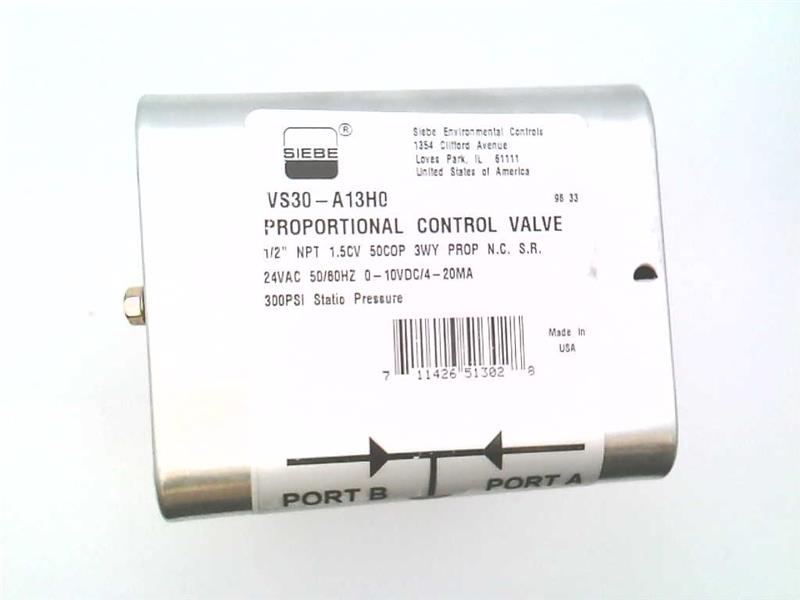 SIEBE ®
Siebe Environmental Controls
1354 Clifford Avenue
Loves Park, IL 61111
United States of America
VS30-A13H0
96 33
PROPORTIONAL CONTROL VALVE
1/2" NPT 1.5CV 50COP 3WY PROP N.C. S.R.
24VAC 50/60HZ 0-10VDC/4-20MA
300PSI Static Pressure
Made In
USA
7 11426 51302 8
PORT B PORT A